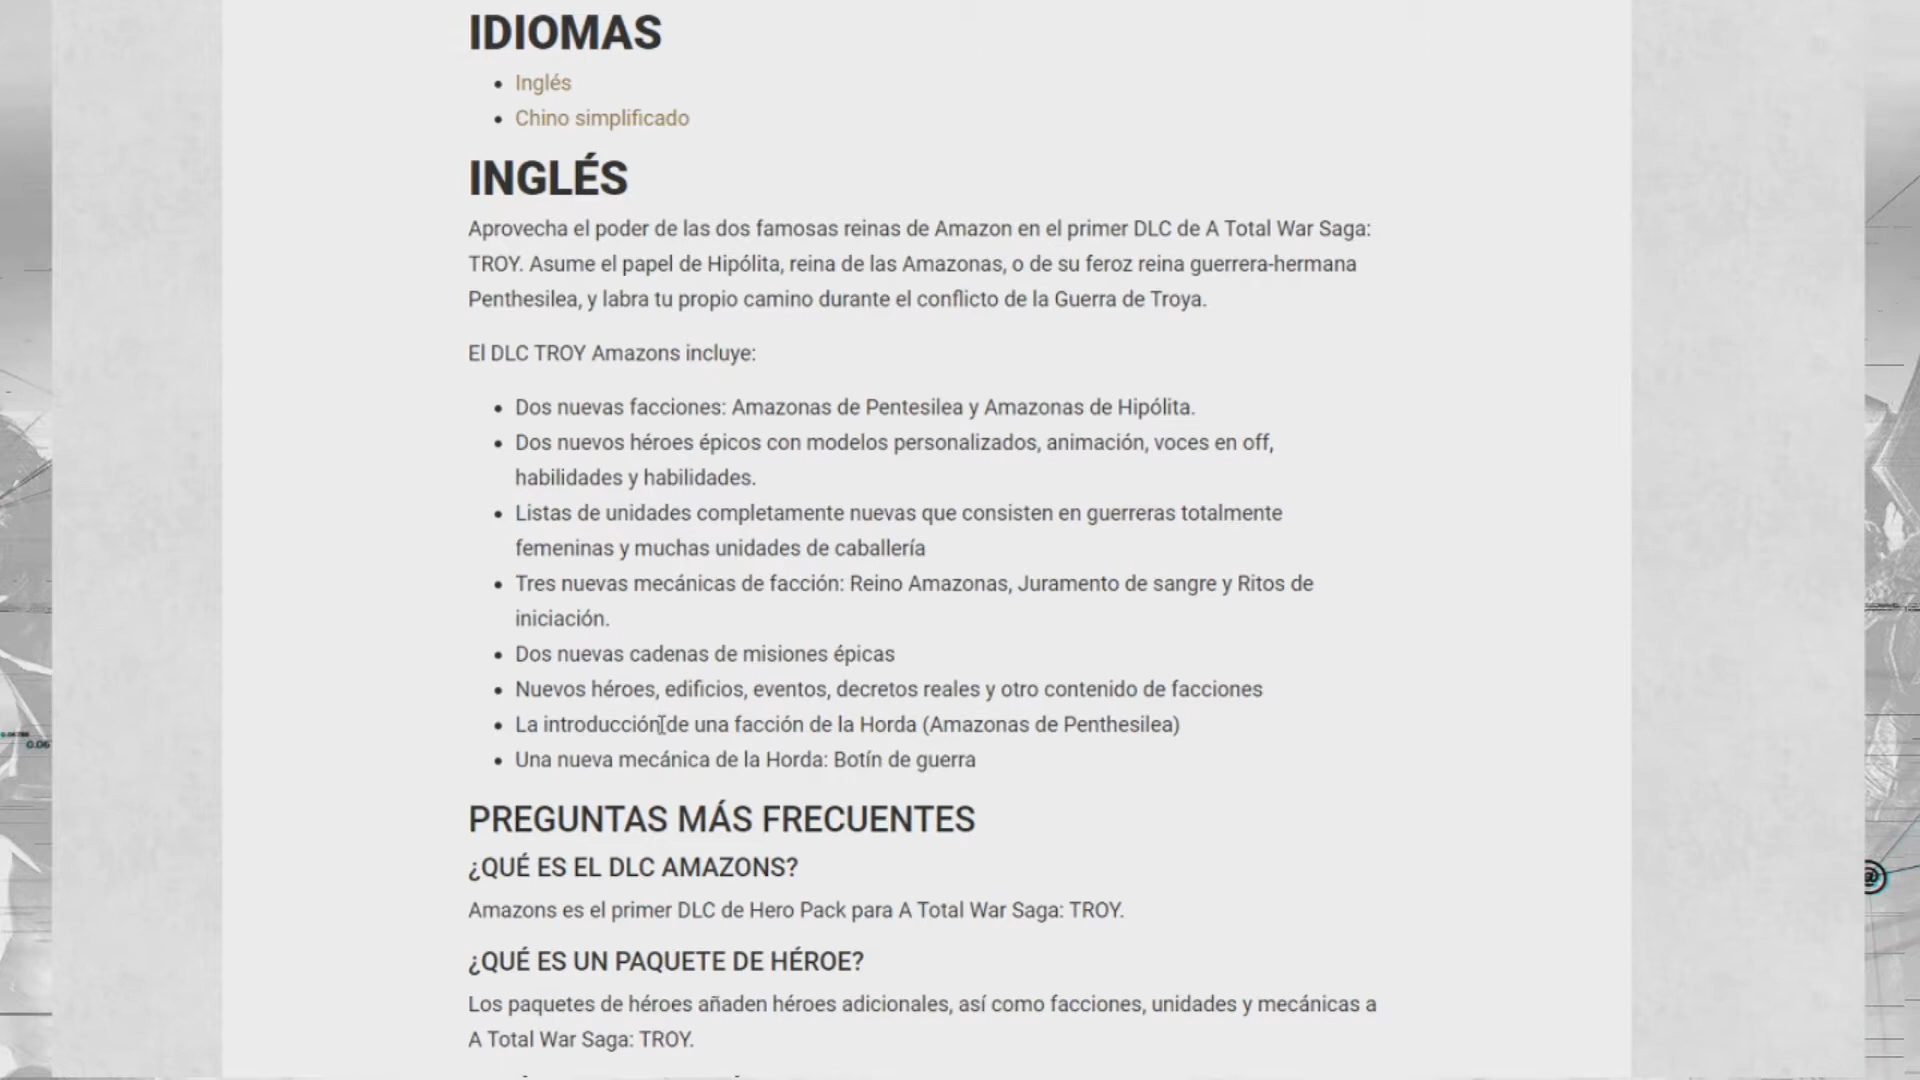 IDIOMAS
Inglés
Chino simplificado
INGLÉS
Aprovecha el poder de las dos famosas reinas de Amazon en el primer DLC de A Total War Saga:
TROY. Asume el papel de Hipólita, reina de las Amazonas, o de su feroz reina guerrera-hermana
Penthesilea, y labra tu propio camino durante el conflicto de la Guerra de Troya.
El DLC TROY Amazons incluye:
Dos nuevas facciones: Amazonas de Pentesilea y Amazonas de Hipólita.
Dos nuevos héroes épicos con modelos personalizados, animación, voces en off,
habilidades y habilidades.
Listas de unidades completamente nuevas que consisten en guerreras totalmente
femeninas y muchas unidades de caballería
Tres nuevas mecánicas de facción: Reino Amazonas, Juramento de sangre y Ritos de
iniciación.
Dos nuevas cadenas de misiones épicas
Nuevos héroes, edificios, eventos, decretos reales y otro contenido de facciones
La introducción de una facción de la Horda (Amazonas de Penthesilea)
Una nueva mecánica de la Horda: Botín de guerra
PREGUNTAS MÁS FRECUENTES
¿QUÉ ES EL DLC AMAZONS?
Amazons es el primer DLC de Hero Pack para A Total War Saga: TROY.
¿QUÉ ES UN PAQUETE DE HÉROE?
Los paquetes de héroes añaden héroes adicionales, así como facciones, unidades y mecánicas a
A Total War Saga: TROY.
0.06
@